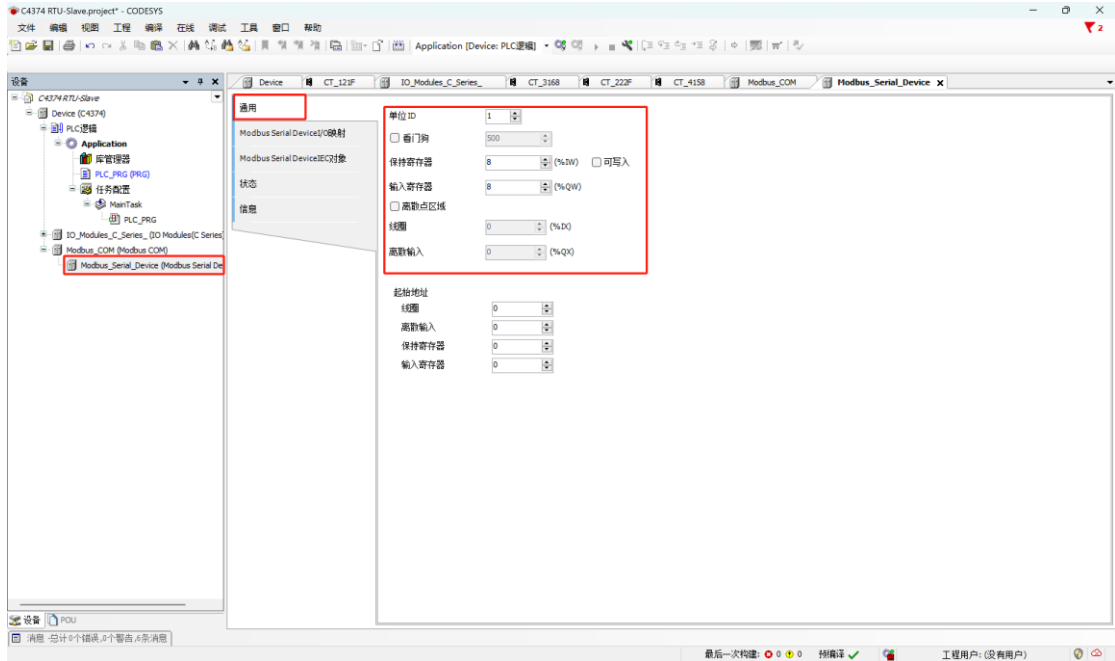 C4374 RTU-Slave.project* - CODESYS
文件 编辑 视图 工程 编译 在线 调试 工具 窗口 帮助
2
Application [Device: PLC逻辑]
设备
Device
CT_121F
IO_Modules_C_Series_
CT_3168
CT_222F
CT_4158
Modbus_COM
Modbus_Serial_Device
C4374 RTU-Slave
Device (C4374)
PLC逻辑
Application
库管理器
PLC_PRG (PRG)
任务配置
MainTask
PLC_PRG
IO_Modules_C_Series_ (IO Modules(C Series
Modbus_COM (Modbus COM)
Modbus_Serial_Device (Modbus Serial De
通用
Modbus Serial DeviceI/O映射
Modbus Serial DeviceIEC对象
状态
信息
单位ID 1
看门狗 500
保持寄存器 8 (%IW) 可写入
输入寄存器 8 (%QW)
离散点区域
线圈 0 (%IX)
离散输入 0 (%QX)
起始地址
线圈 0
离散输入 0
保持寄存器 0
输入寄存器 0
设备 POU
消息 -总计0个错误,0个警告,6条消息
最后一次构建: 0 0 预编译 工程用户: (没有用户)